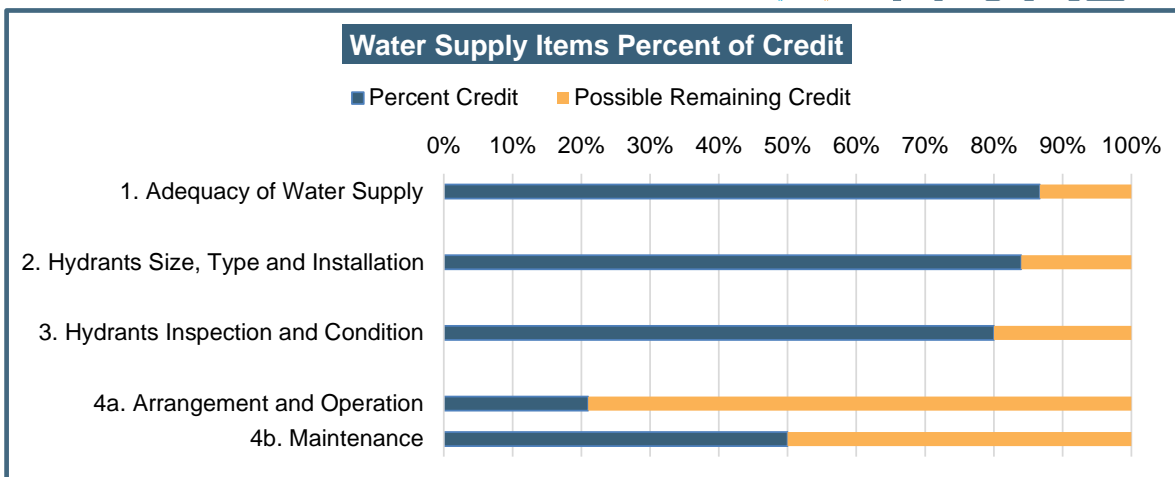 Water Supply Items Percent of Credit
Percent Credit Possible Remaining Credit
0% 10% 20% 30% 40% 50% 60% 70% 80% 90% 100%
1. Adequacy of Water Supply
2. Hydrants Size, Type and Installation
3. Hydrants Inspection and Condition
4a. Arrangement and Operation
4b. Maintenance